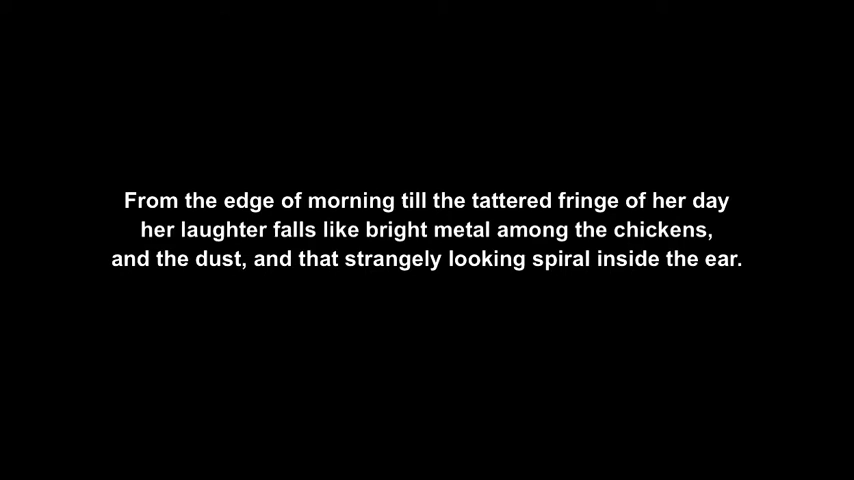 From the edge of morning till the tattered fringe of her day
her laughter falls like bright metal among the chickens,
and the dust, and that strangely looking spiral inside the ear.